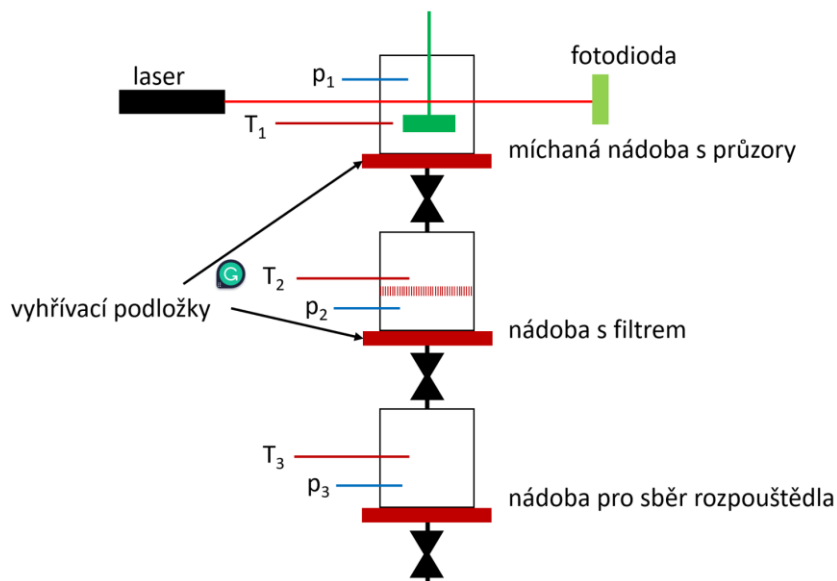 laser
p₁
fotodioda
T₁
míchaná nádoba s průzory
T₂
vyhřívací podložky
p₂
nádoba s filtrem
T₃
p₃
nádoba pro sběr rozpouštědla